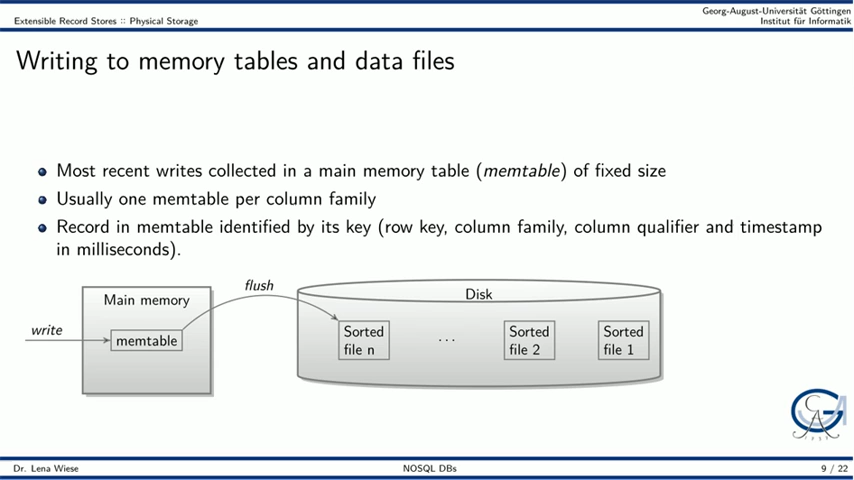 Extensible Record Stores :: Physical Storage
Georg-August-Universität Göttingen
Institut für Informatik
Writing to memory tables and data files
Most recent writes collected in a main memory table (memtable) of fixed size
Usually one memtable per column family
Record in memtable identified by its key (row key, column family, column qualifier and timestamp
in milliseconds).
write
Main memory
memtable
flush
Disk
Sorted
file n
...
Sorted
file 2
Sorted
file 1
Dr. Lena Wiese
NOSQL DBs
9 / 22